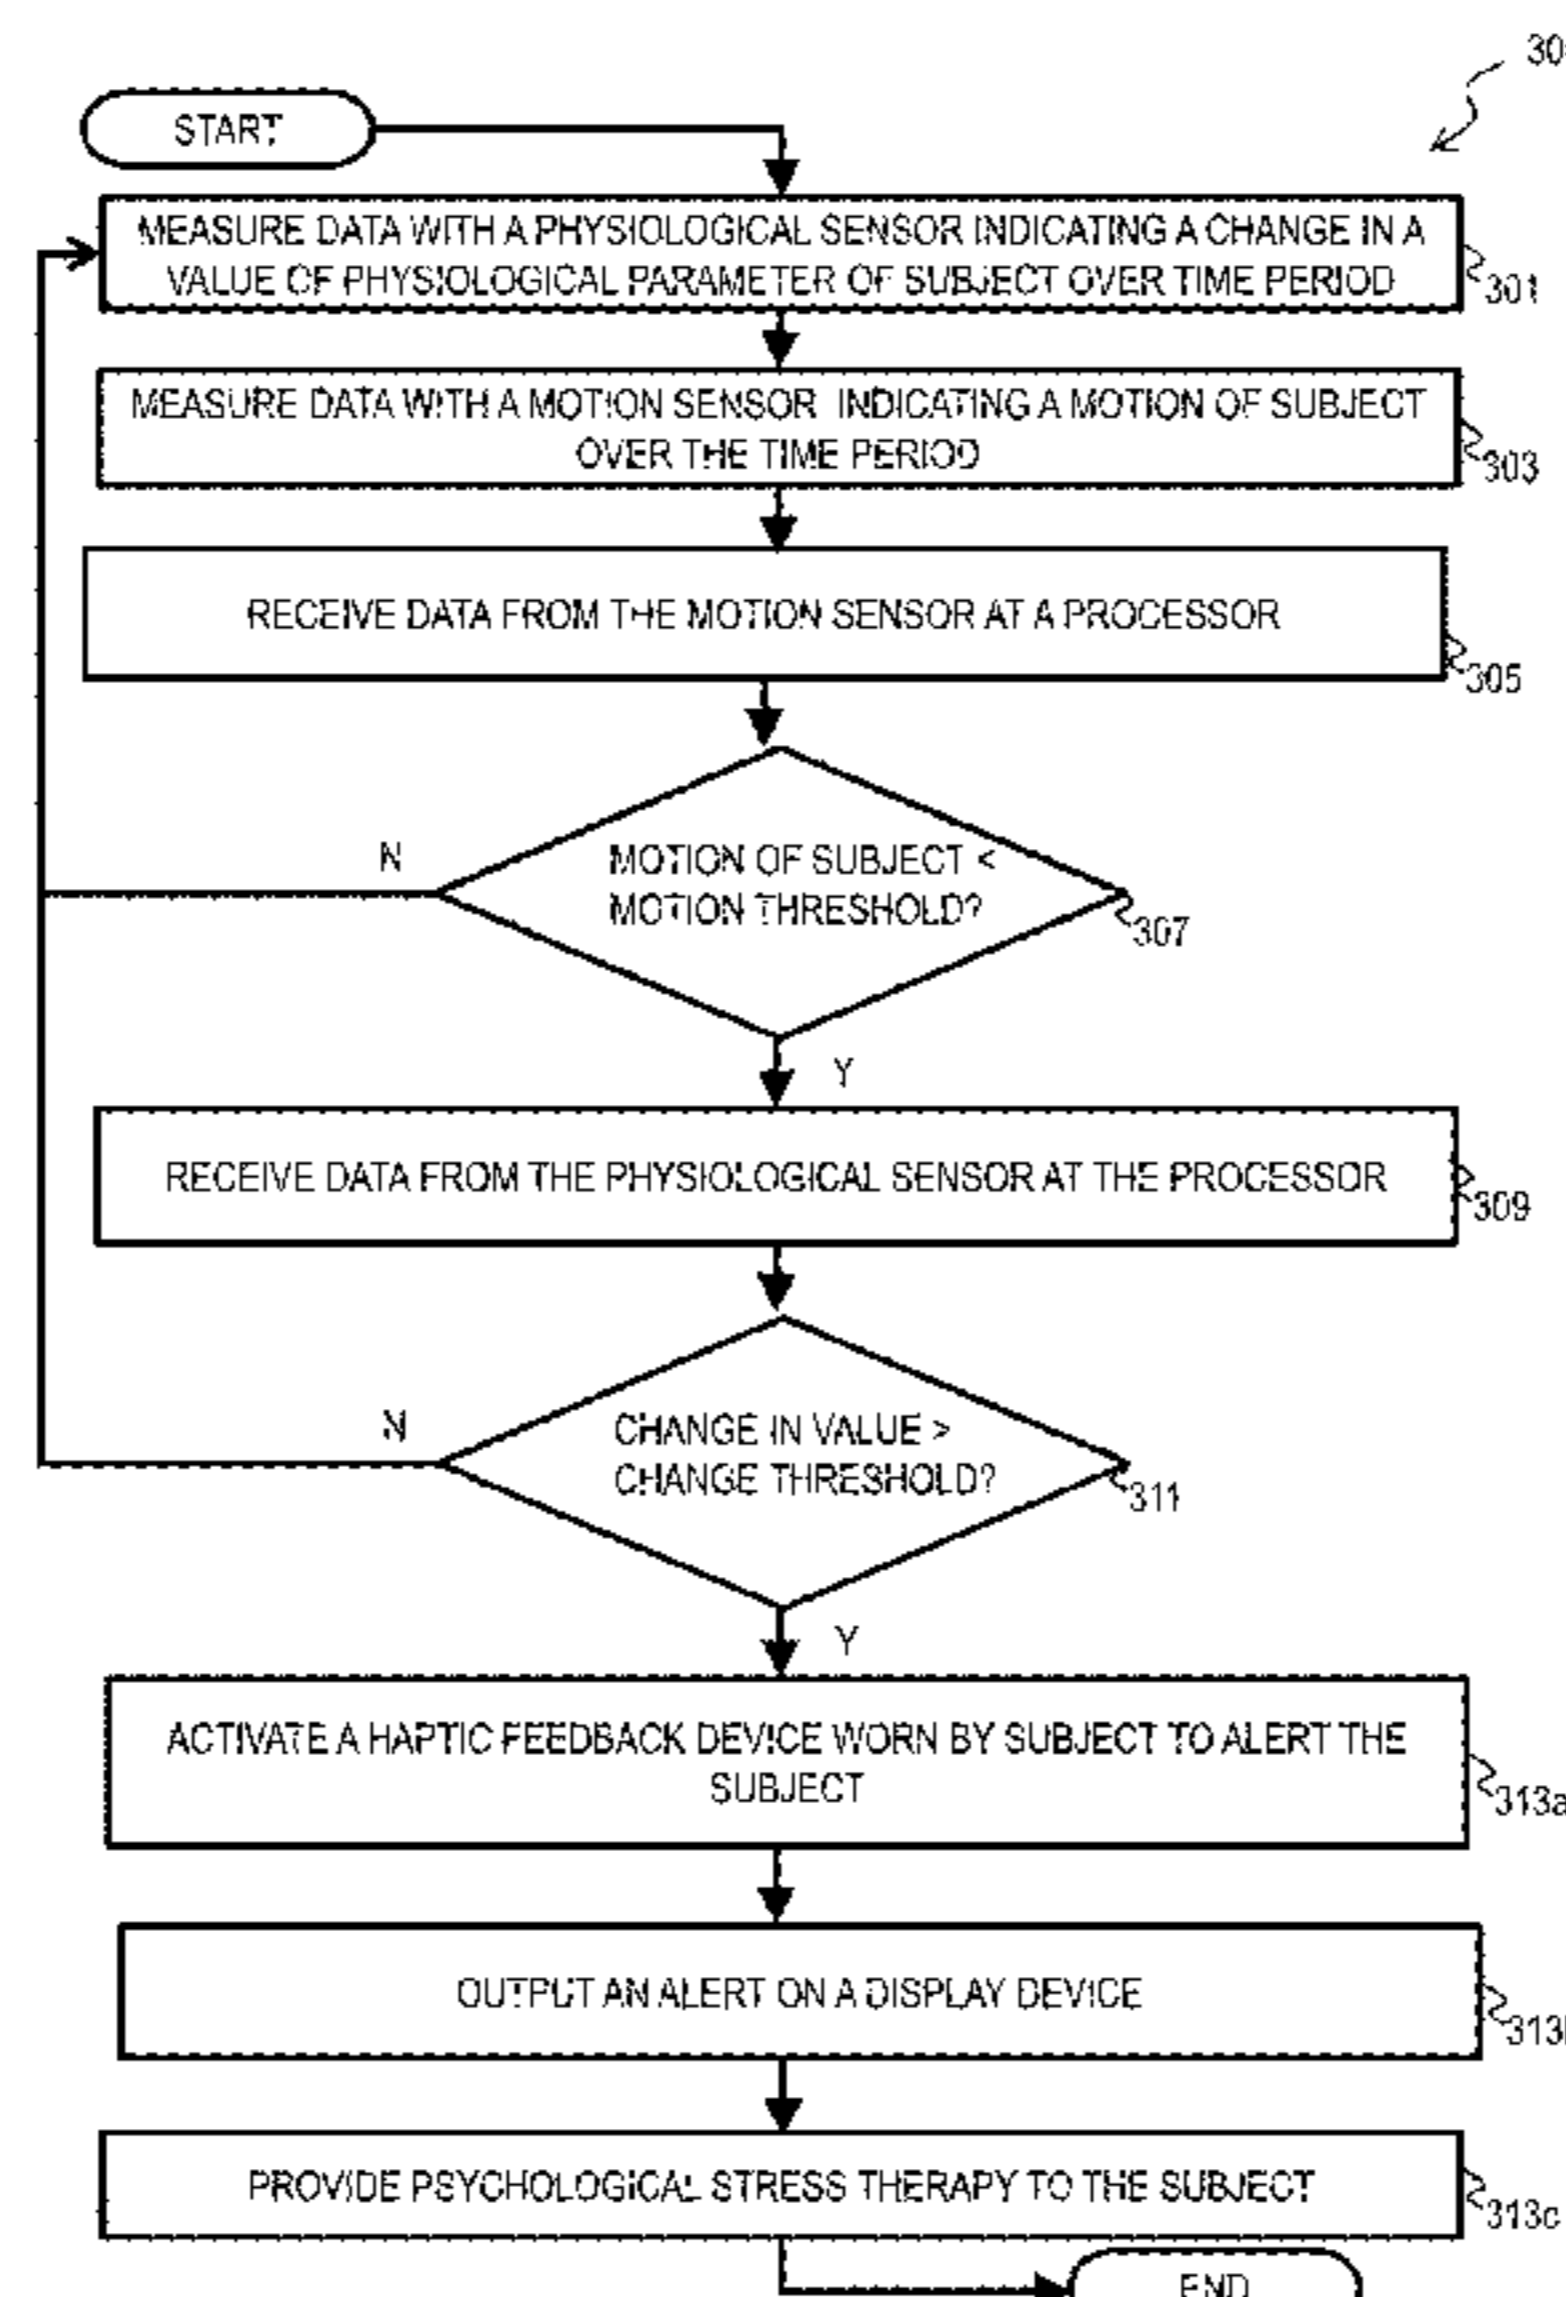 30
START
MEASURE DATA WITH A PHYSIOLOGICAL SENSOR INDICATING A CHANGE IN A
VALUE OF PHYSIOLOGICAL PARAMETER OF SUBJECT OVER TIME PERIOD
301
MEASURE DATA WITH A MOTION SENSOR INDICATING A MOTION OF SUBJECT
OVER THE TIME PERIOD
303
RECEIVE DATA FROM THE MOTION SENSOR AT A PROCESSOR
305
N
MOTION OF SUBJECT <
MOTION THRESHOLD?
307
Y
RECEIVE DATA FROM THE PHYSIOLOGICAL SENSOR AT THE PROCESSOR
309
N
CHANGE IN VALUE >
CHANGE THRESHOLD?
311
Y
ACTIVATE A HAPTIC FEEDBACK DEVICE WORN BY SUBJECT TO ALERT THE
SUBJECT
313a
OUTPUT AN ALERT ON A DISPLAY DEVICE
313
PROVIDE PSYCHOLOGICAL STRESS THERAPY TO THE SUBJECT
313c
END